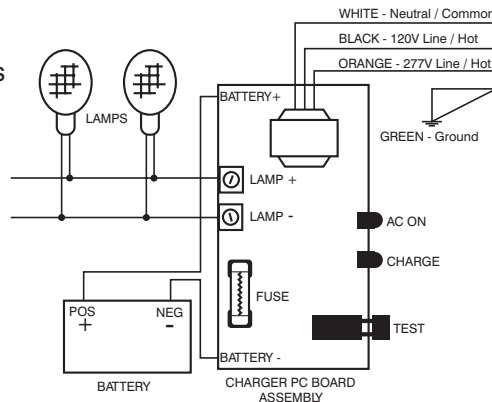 WHITE - Neutral / Common
BLACK - 120V Line / Hot
ORANGE - 277V Line / Hot
GREEN - Ground
LAMPS
BATTERY+
LAMP +
LAMP -
AC ON
CHARGE
FUSE
TEST
POS
+
NEG
-
BATTERY -
BATTERY
CHARGER PC BOARD
ASSEMBLY